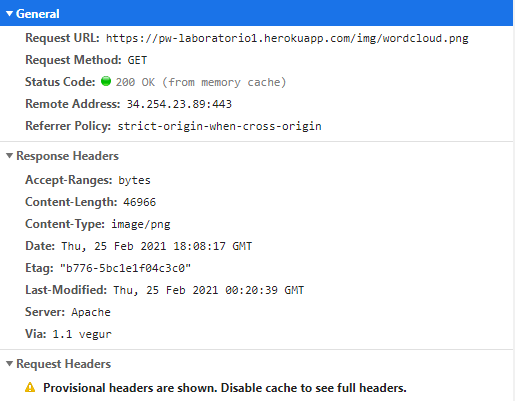 General
Request URL: https://pw-laboratorio1.herokuapp.com/img/wordcloud.png
Request Method: GET
Status Code: 200 OK (from memory cache)
Remote Address: 34.254.23.89:443
Referrer Policy: strict-origin-when-cross-origin
Response Headers
Accept-Ranges: bytes
Content-Length: 46966
Content-Type: image/png
Date: Thu, 25 Feb 2021 18:08:17 GMT
Etag: "b776-5bc1e1f04c3c0"
Last-Modified: Thu, 25 Feb 2021 00:20:39 GMT
Server: Apache
Via: 1.1 vegur
Request Headers
Provisional headers are shown. Disable cache to see full headers.